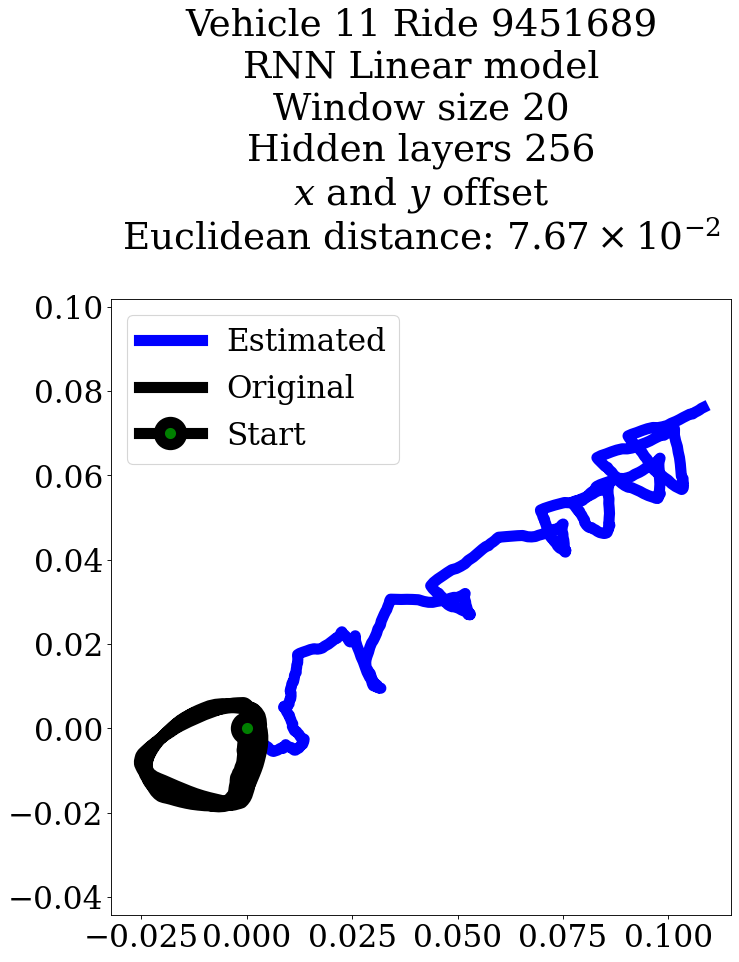 Vehicle 11 Ride 9451689
RNN Linear model
Window size 20
Hidden layers 256
x and y offset
Euclidean distance: 7.67 × 10⁻²
0.10
Estimated
Original
Start
0.08
0.06
0.04
0.02
0.00
−0.02
−0.04
−0.025 0.000 0.025 0.050 0.075 0.100